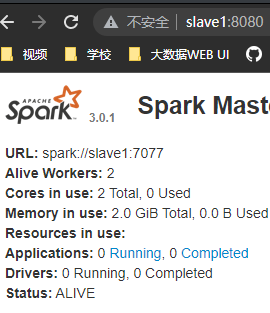 不安全 | slave1:8080
视频 学校 大数据WEB UI
APACHE Spark 3.0.1 Spark Mast
URL: spark://slave1:7077
Alive Workers: 2
Cores in use: 2 Total, 0 Used
Memory in use: 2.0 GiB Total, 0.0 B Used
Resources in use:
Applications: 0 Running, 0 Completed
Drivers: 0 Running, 0 Completed
Status: ALIVE